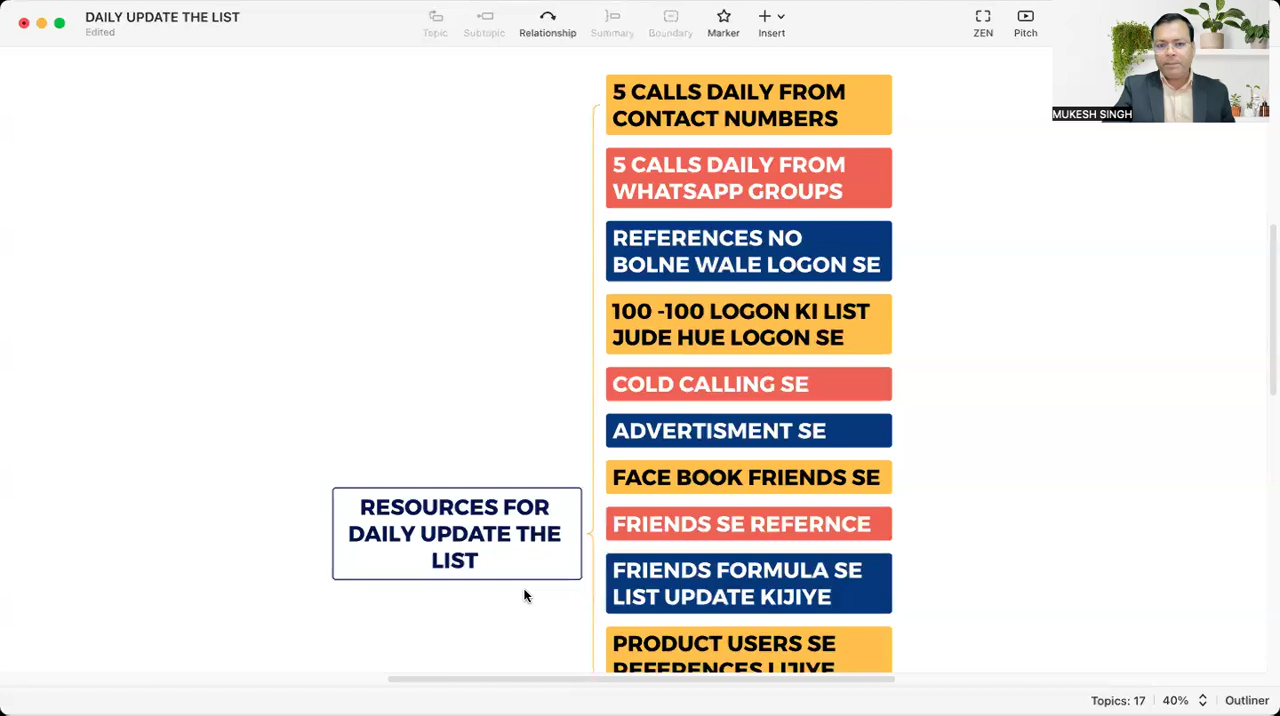 DAILY UPDATE THE LIST
Edited
Topic
Subtopic
Relationship
Summary
Boundary
Marker
Insert
ZEN
Pitch
MUKESH SINGH
5 CALLS DAILY FROM
CONTACT NUMBERS
5 CALLS DAILY FROM
WHATSAPP GROUPS
REFERENCES NO
BOLNE WALE LOGON SE
100 -100 LOGON KI LIST
JUDE HUE LOGON SE
COLD CALLING SE
ADVERTISMENT SE
FACE BOOK FRIENDS SE
FRIENDS SE REFERNCE
FRIENDS FORMULA SE
LIST UPDATE KIJIYE
PRODUCT USERS SE
REFERENCES LIJIYE
RESOURCES FOR
DAILY UPDATE THE
LIST
Topics: 17
40%
Outliner